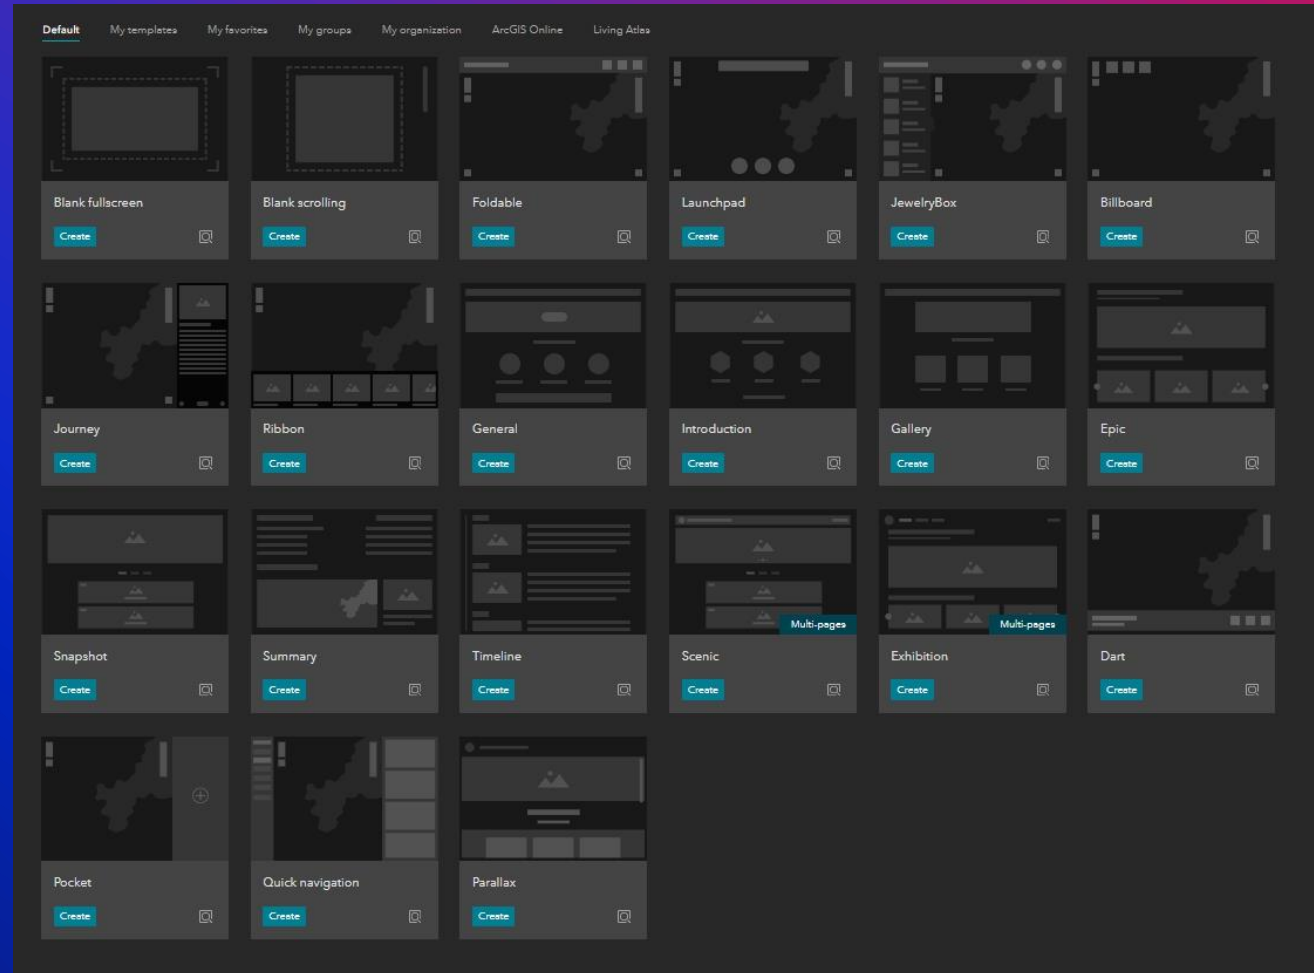 Default My templates My favorites My groups My organization ArcGIS Online Living Atlas
Blank fullscreen Blank scrolling Foldable Launchpad JewelryBox Billboard
Create Create Create Create Create Create
Journey Ribbon General Introduction Gallery Epic
Create Create Create Create Create Create
Multi-pages Multi-pages
Snapshot Summary Timeline Scenic Exhibition Dart
Create Create Create Create Create Create
Pocket Quick navigation Parallax
Create Create Create